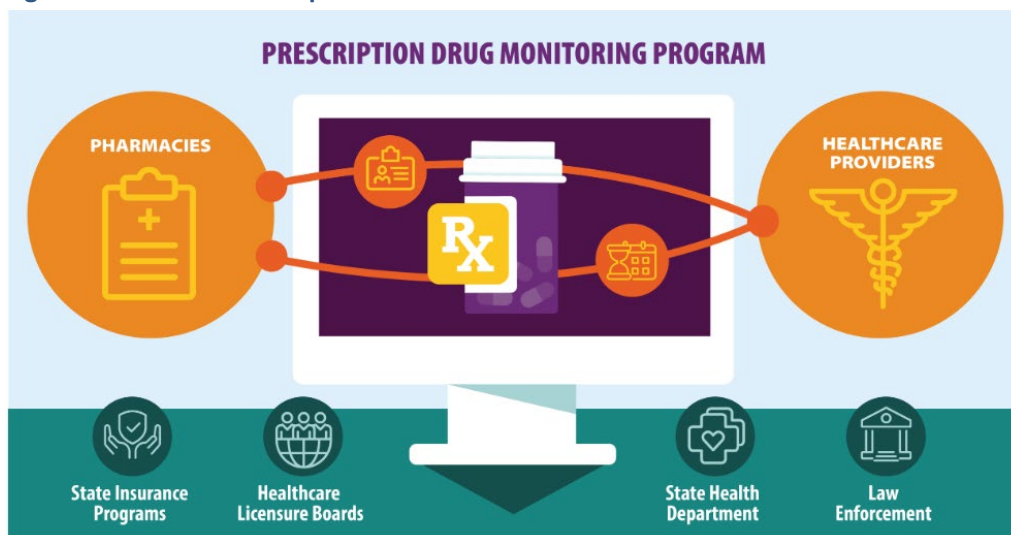 PRESCRIPTION DRUG MONITORING PROGRAM
PHARMACIES
HEALTHCARE
PROVIDERS
Rx
State Insurance
Programs
Healthcare
Licensure Boards
State Health
Department
Law
Enforcement